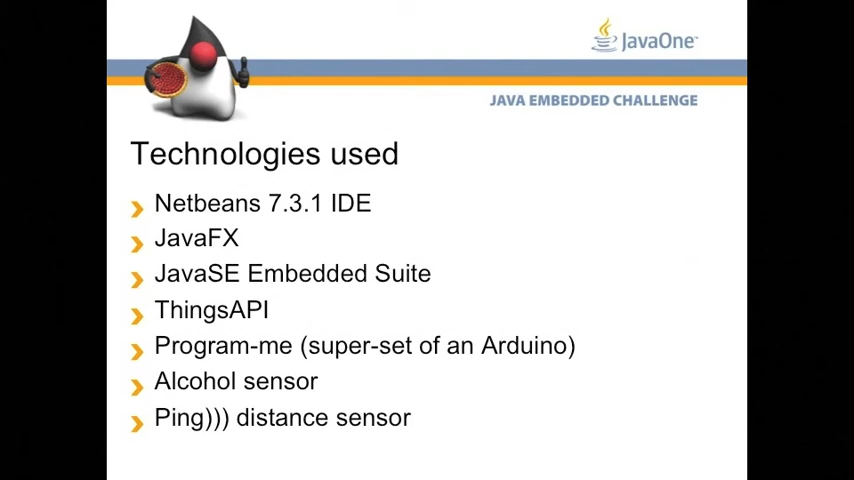 JavaOne™
JAVA EMBEDDED CHALLENGE
Technologies used
Netbeans 7.3.1 IDE
JavaFX
JavaSE Embedded Suite
ThingsAPI
Program-me (super-set of an Arduino)
Alcohol sensor
Ping))) distance sensor